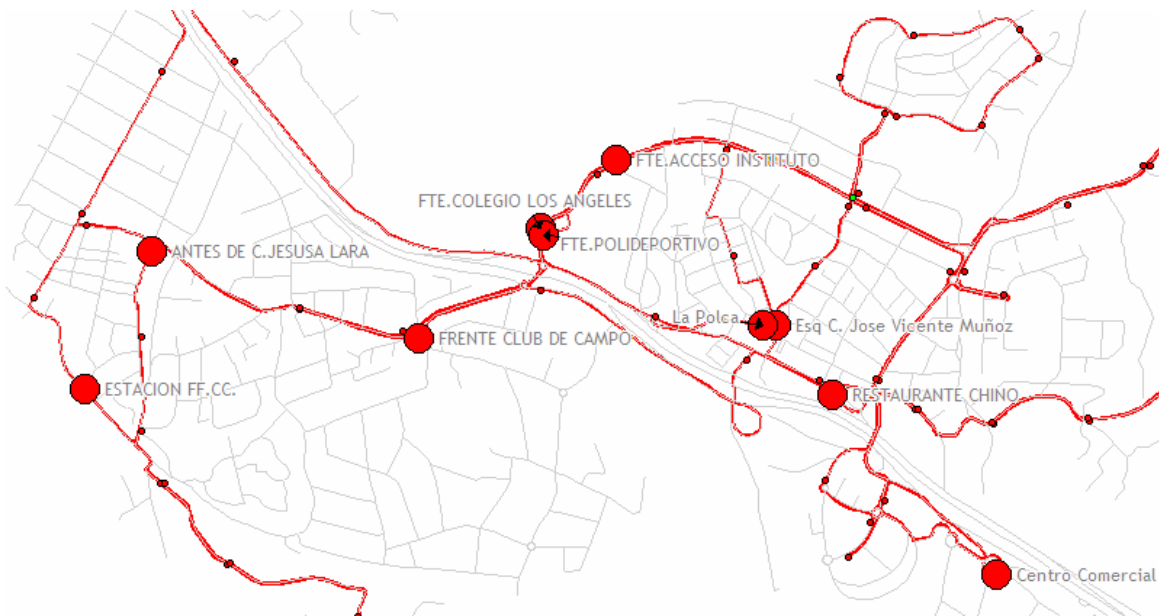 FTE.ACCESO INSTITUTO
FTE.COLEGIO LOS ANGELES
FTE.POLIDEPORTIVO
ANTES DE C.JESUSA LARA
La Polca
Esq C. Jose Vicente Muñoz
FRENTE CLUB DE CAMPO
ESTACION FF.CC.
RESTAURANTE CHINO
Centro Comercial